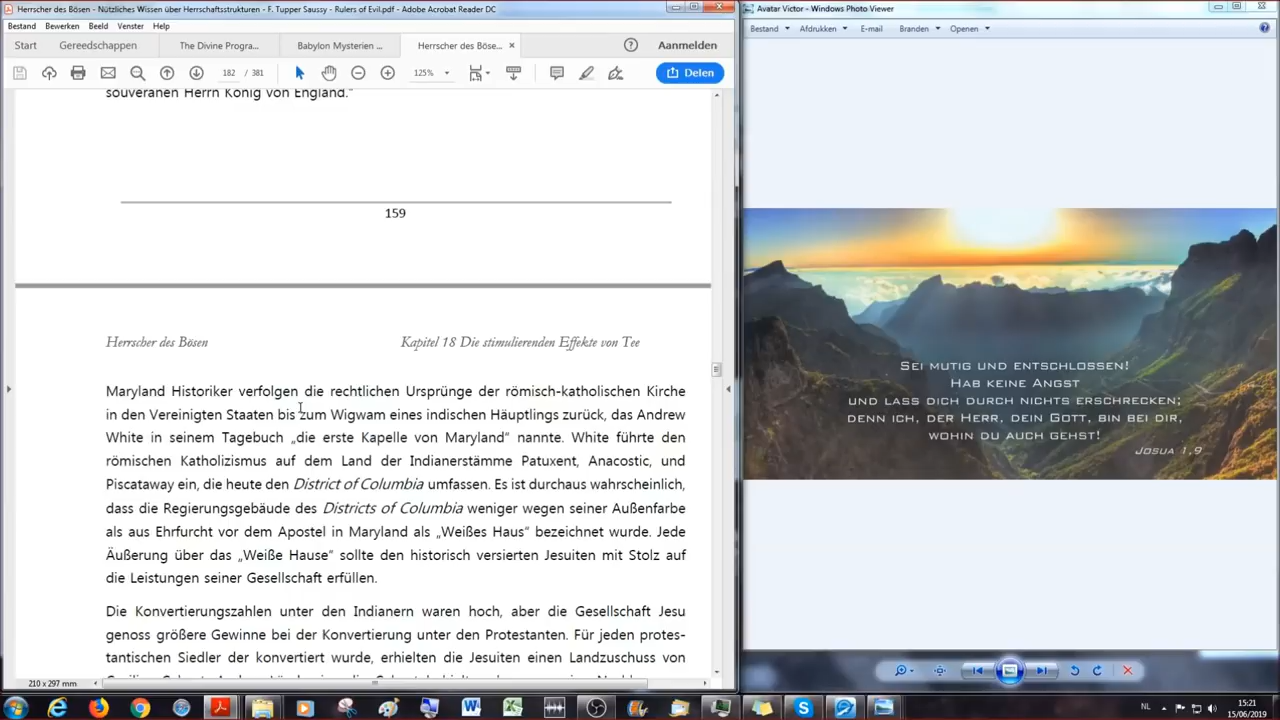 Herrscher des Bösen - Nützliches Wissen über Herrschaftsstrukturen - F. Tupper Saussy - Rulers of Evil.pdf - Adobe Acrobat Reader DC
Bestand Bewerken Beeld Venster Help
Start Gereedschappen The Divine Progra... Babylon Mysterien ... Herrscher des Böse... × Aanmelden
182 / 381 125% Delen
souveränen Herrn König von England."
159
Herrscher des Bösen Kapitel 18 Die stimulierenden Effekte von Tee
Maryland Historiker verfolgen die rechtlichen Ursprünge der römisch-katholischen Kirche
in den Vereinigten Staaten bis zum Wigwam eines indischen Häuptlings zurück, das Andrew
White in seinem Tagebuch „die erste Kapelle von Maryland" nannte. White führte den
römischen Katholizismus auf dem Land der Indianerstämme Patuxent, Anacostic, und
Piscataway ein, die heute den District of Columbia umfassen. Es ist durchaus wahrscheinlich,
dass die Regierungsgebäude des Districts of Columbia weniger wegen seiner Außenfarbe
als aus Ehrfurcht vor dem Apostel in Maryland als „Weißes Haus" bezeichnet wurde. Jede
Äußerung über das „Weiße Hause" sollte den historisch versierten Jesuiten mit Stolz auf
die Leistungen seiner Gesellschaft erfüllen.
Die Konvertierungszahlen unter den Indianern waren hoch, aber die Gesellschaft Jesu
genoss größere Gewinne bei der Konvertierung unter den Protestanten. Für jeden protes-
tantischen Siedler der konvertiert wurde, erhielten die Jesuiten einen Landzuschuss von
210 x 297 mm
Avatar Victor - Windows Photo Viewer
Bestand Afdrukken E-mail Branden Openen
Sei mutig und entschlossen!
Hab keine Angst
und lass dich durch nichts erschrecken;
denn ich, der Herr, dein Gott, bin bei dir,
wohin du auch gehst!
Josua 1,9
NL 15:21
15/06/2019